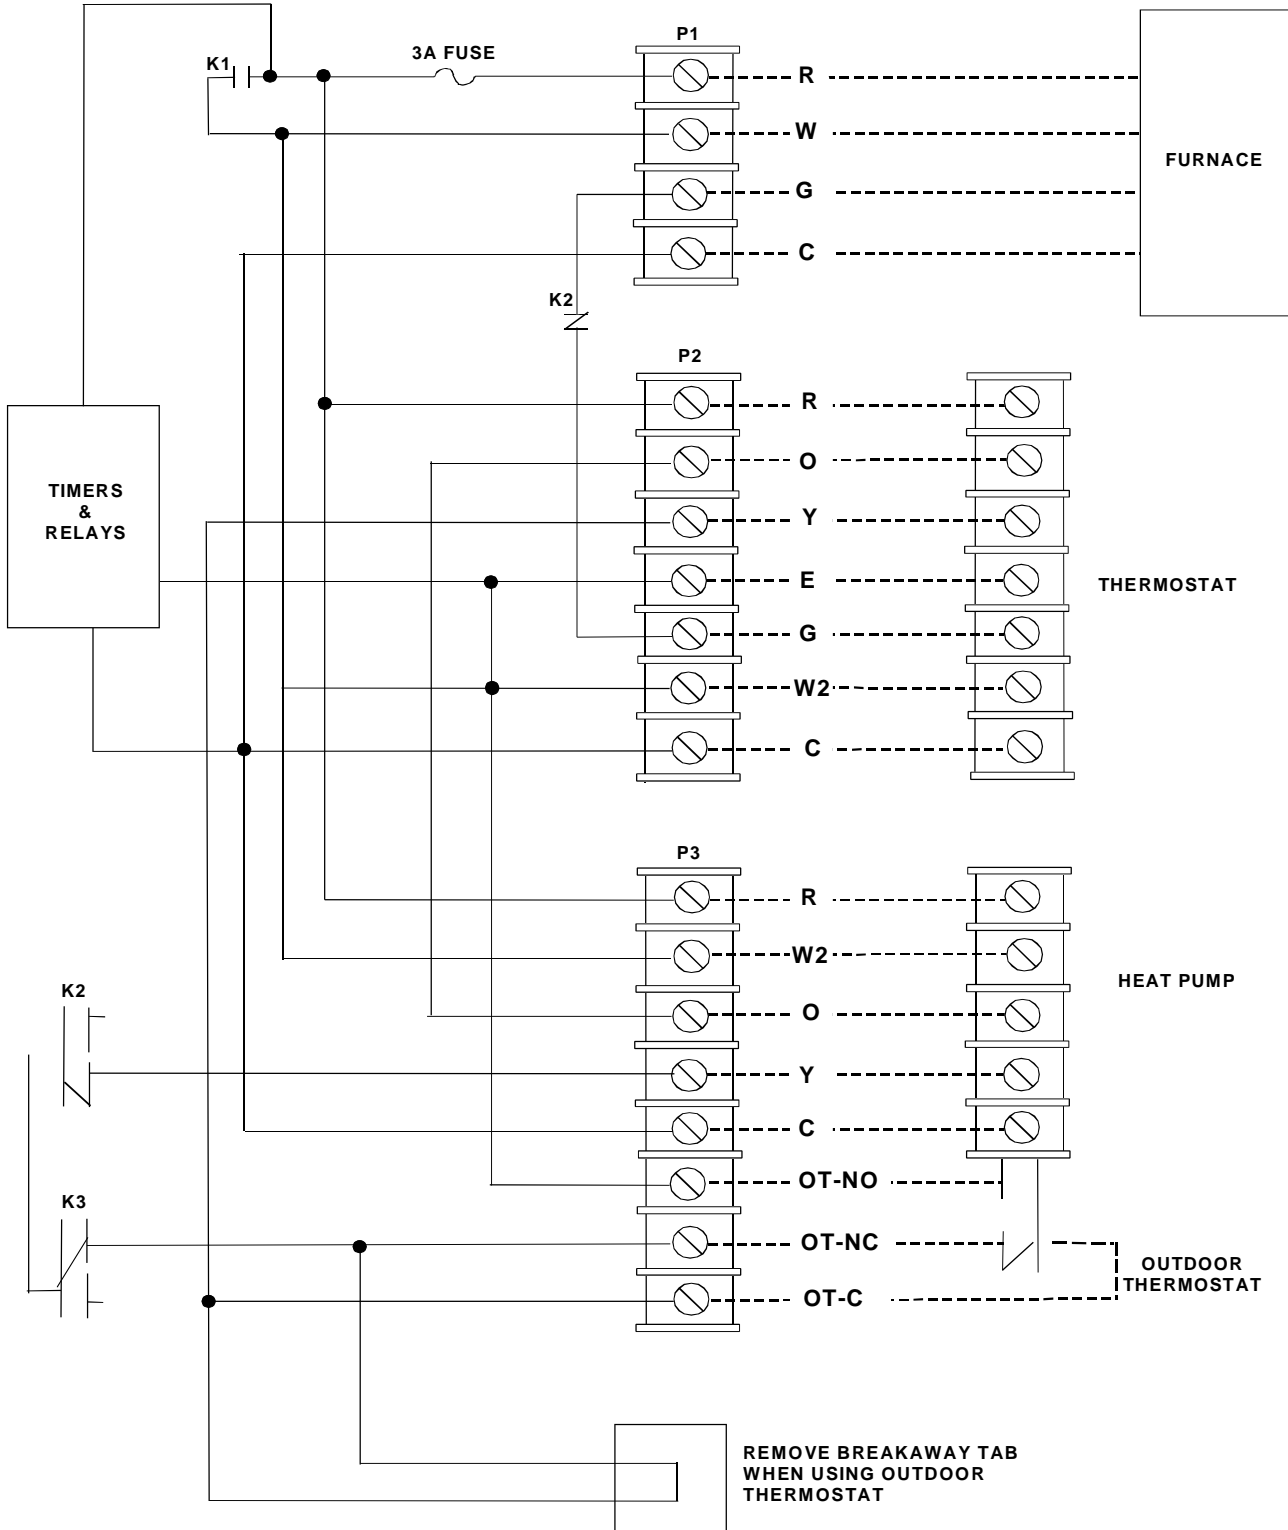 P1
K1
3A FUSE
R
W
G
C
FURNACE
K2
P2
R
O
Y
E
G
W2
C
TIMERS
&
RELAYS
THERMOSTAT
P3
R
W2
O
Y
C
OT-NO
OT-NC
OT-C
HEAT PUMP
K2
K3
OUTDOOR
THERMOSTAT
REMOVE BREAKAWAY TAB
WHEN USING OUTDOOR
THERMOSTAT